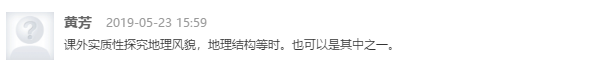 黄芳 2019-05-23 15:59
课外实质性探究地理风貌，地理结构等时。也可以是其中之一。